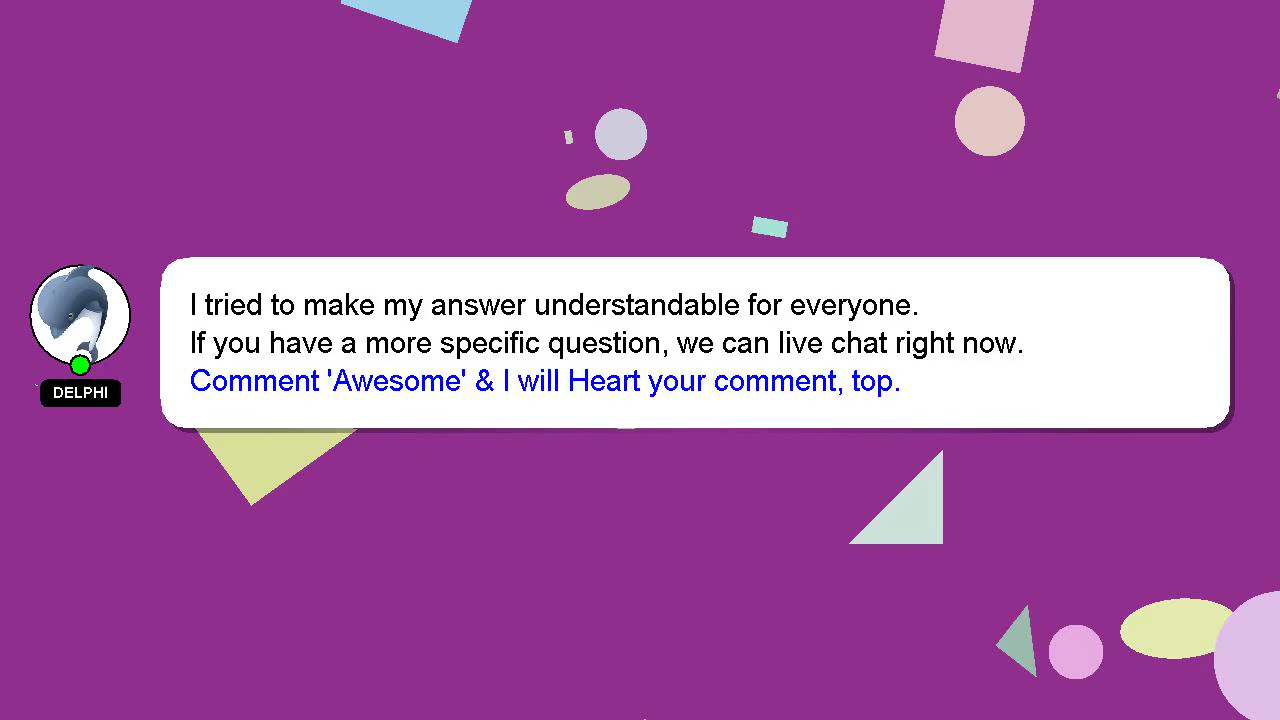 I tried to make my answer understandable for everyone.
If you have a more specific question, we can live chat right now.
Comment 'Awesome' & I will Heart your comment, top.
DELPHI